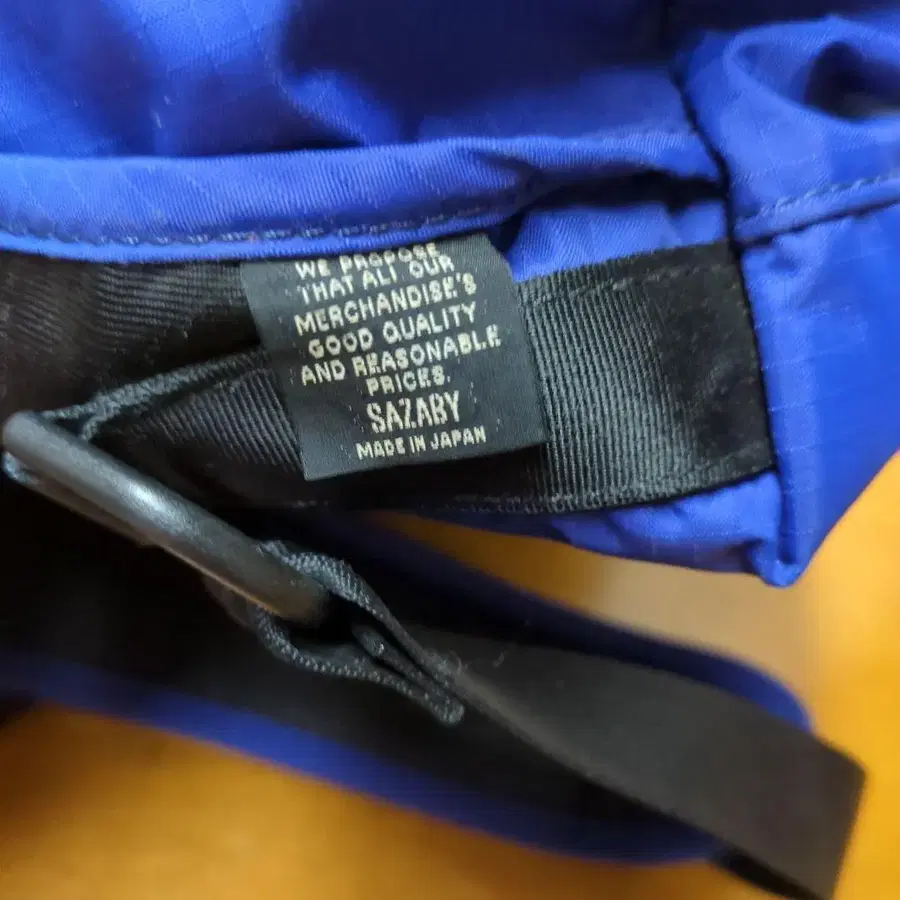 WE PROPOSE
THAT ALL OUR
MERCHANDISE'S
GOOD QUALITY
AND REASONABLE
PRICES.
SAZABY
MADE IN JAPAN